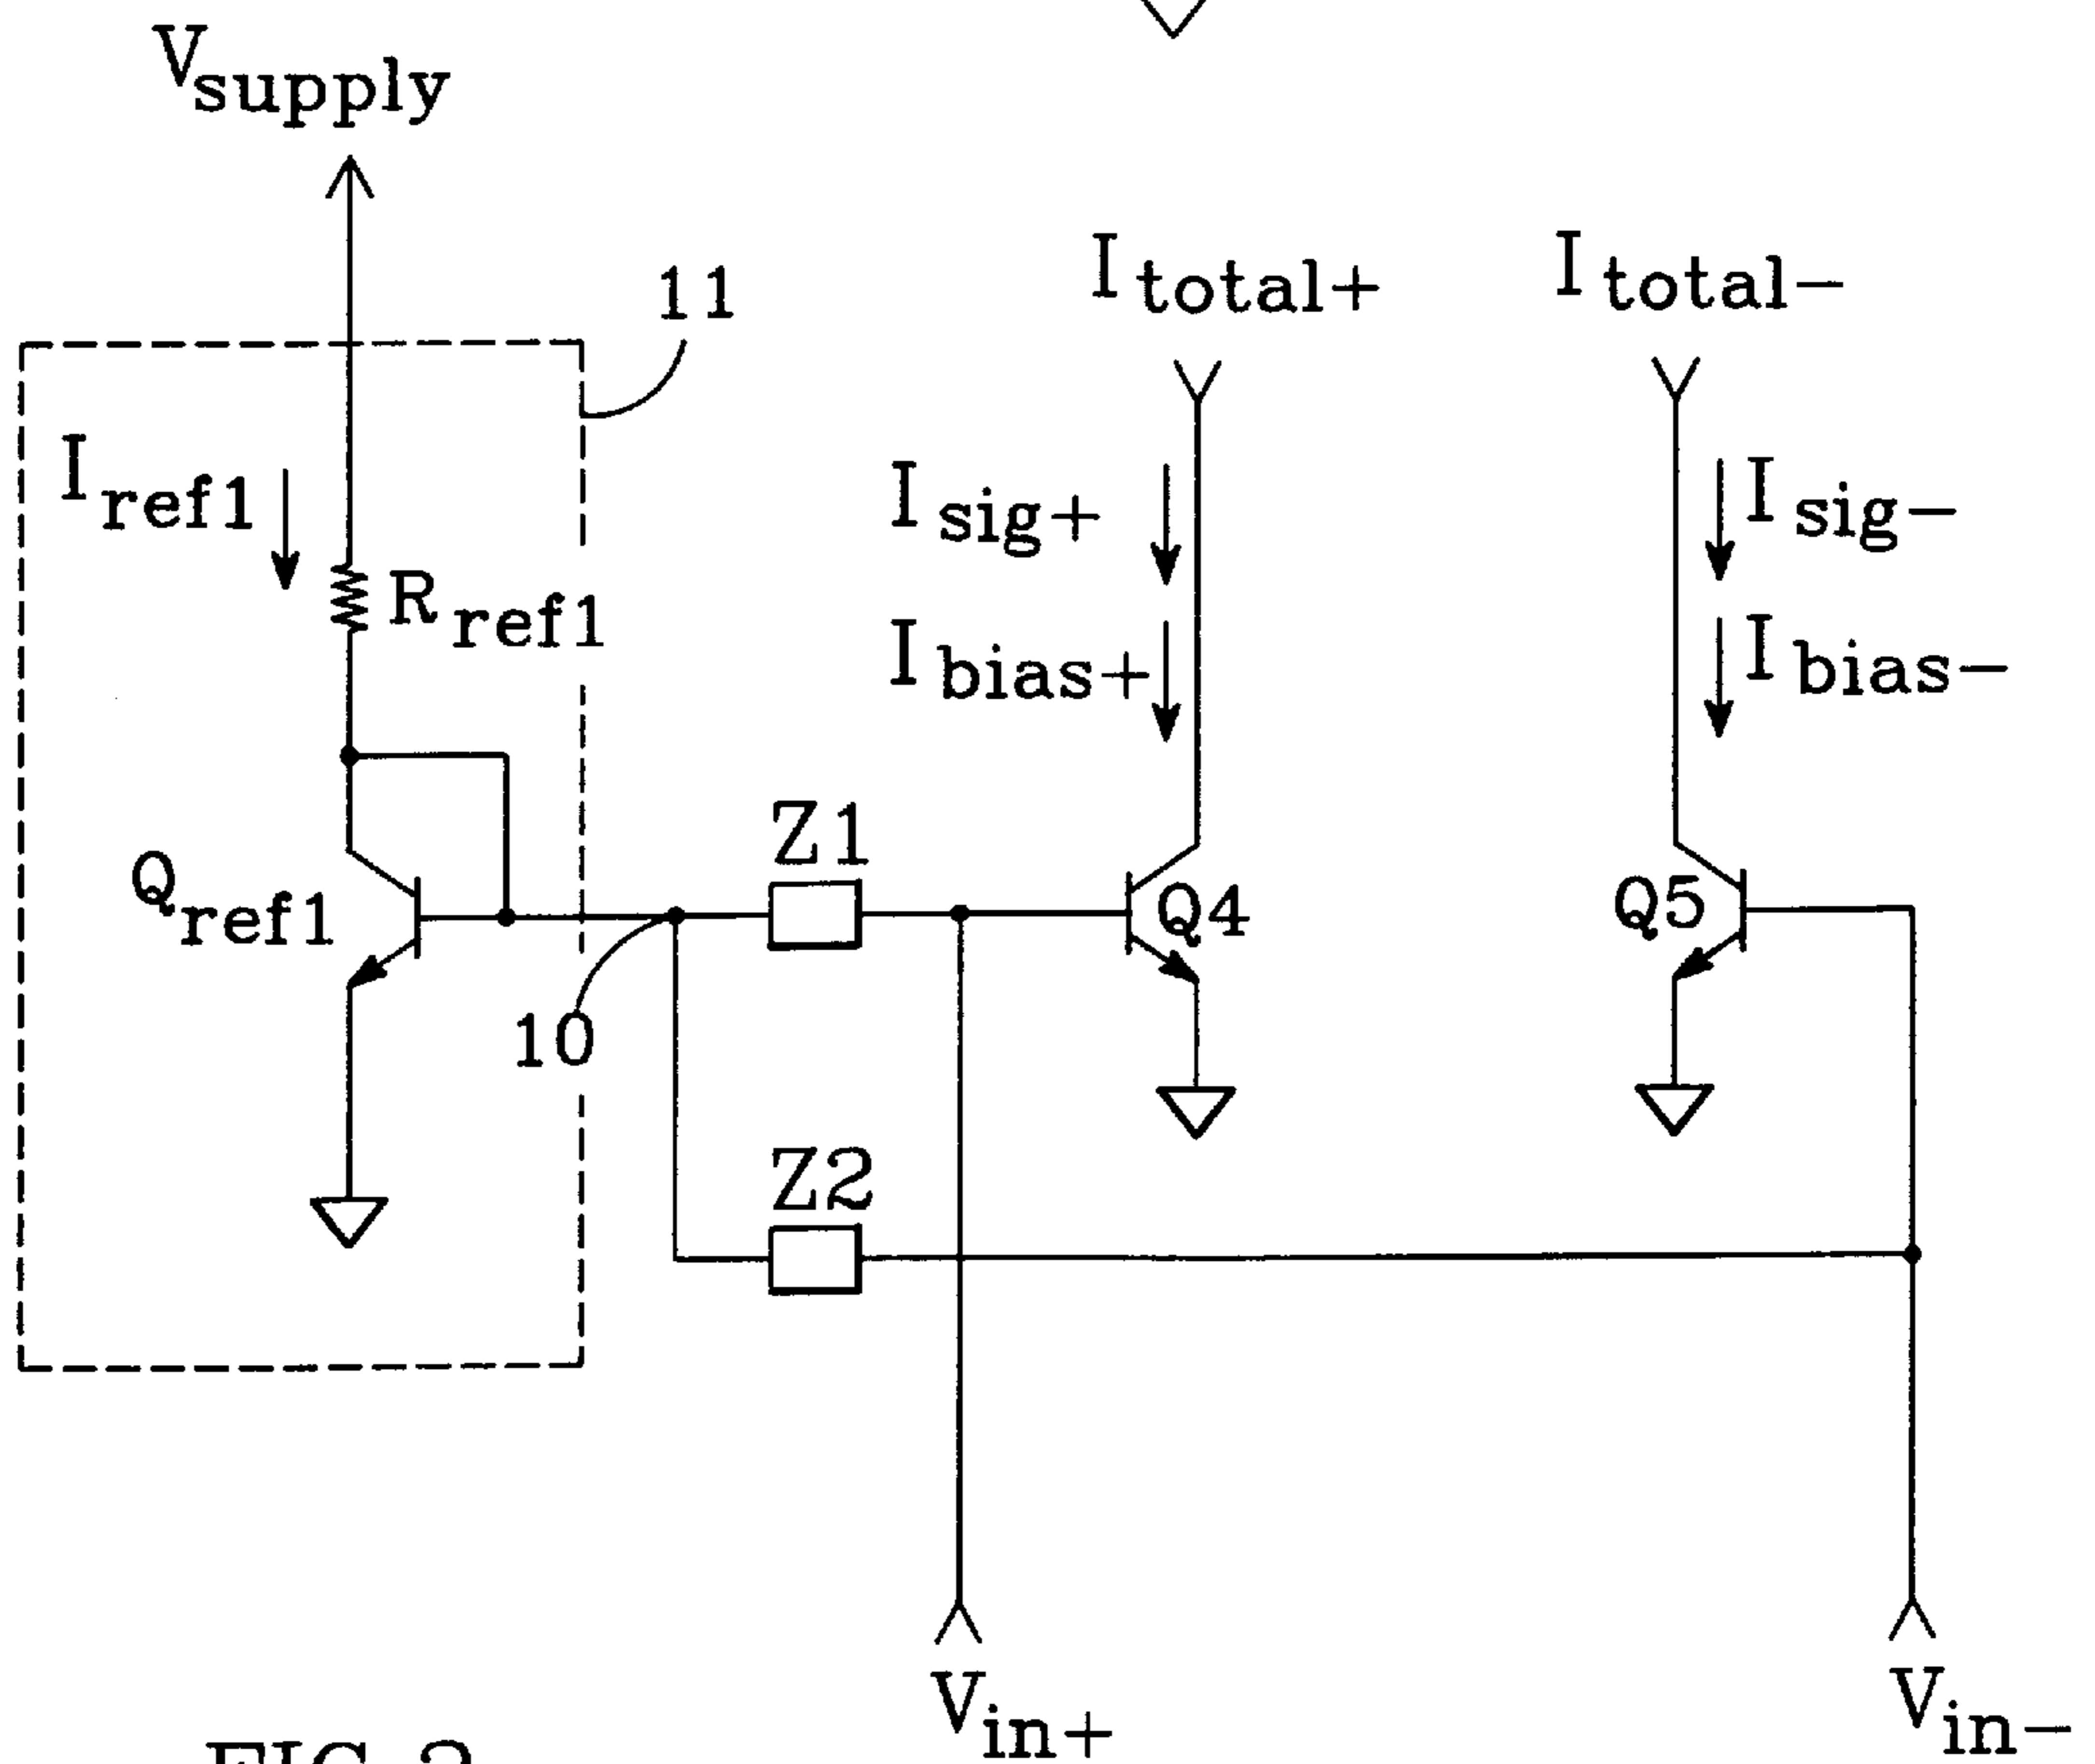 Vsupply
11
Itotal+
Itotal−
Iref1
Rref1
Isig+
Isig−
Ibias+
Ibias−
Z1
Qref1
Q4
Q5
10
Z2
Vin+
Vin−